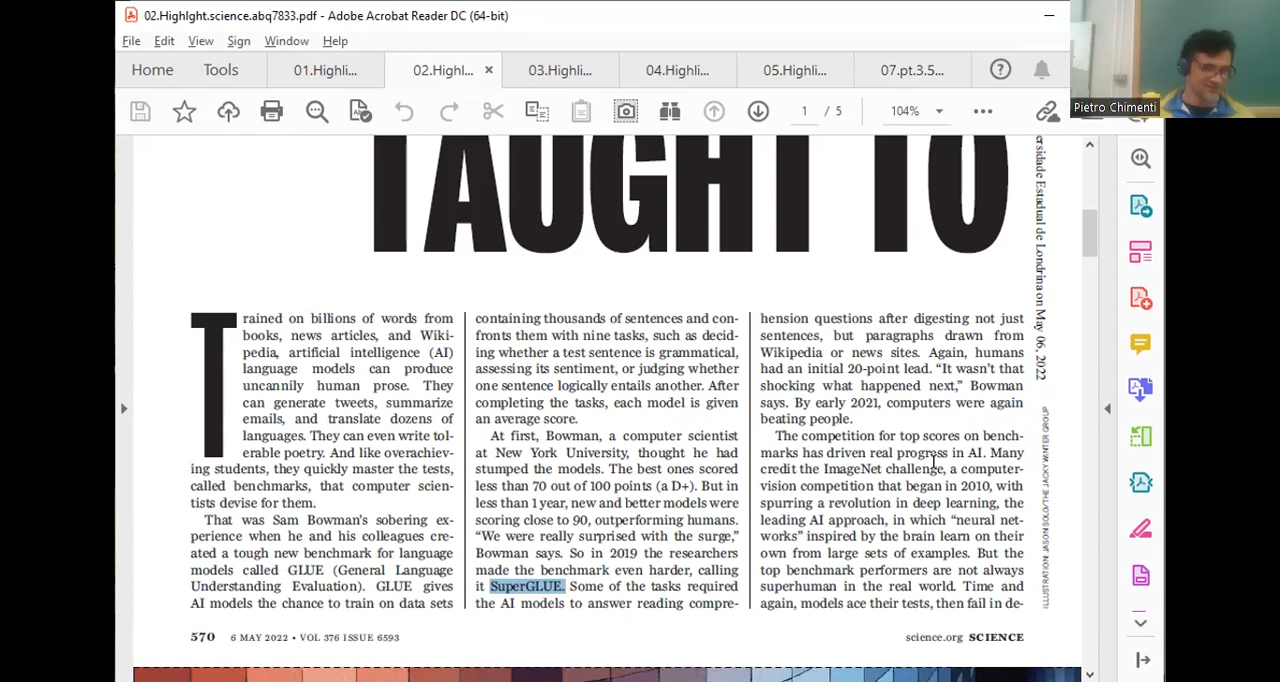 02.Highlght.science.abq7833.pdf - Adobe Acrobat Reader DC (64-bit)
File Edit View Sign Window Help
Home Tools 01.Highli... 02.Highl... × 03.Highli... 04.Highli... 05.Highli... 07.pt.3.5...
1 / 5 104%
Pietro Chimenti
TAUGHT TO
Trained on billions of words from
books, news articles, and Wiki-
pedia, artificial intelligence (AI)
language models can produce
uncannily human prose. They
can generate tweets, summaze
emails, and translate dozens of
languages. They can even write tol-
erable poetry. And like overachiev-
ing students, they quickly master the tests,
called benchmarks, that computer scien-
tists devise for them.
That was Sam Bowman's sobering ex-
perience when he and his colleagues cre-
ated a tough new benchmark for language
models called GLUE (General Language
Understanding Evaluation). GLUE gives
AI models the chance to train on data sets
containing thousands of sentences and con-
fronts them with nine tasks, such as decid-
ing whether a test sentence is grammatical,
assessing its sentiment, or judging whether
one sentence logically entails another. After
completing the tasks, each model is given
an average score.
At first, Bowman, a computer scientist
at New York University, thought he had
stumped the models. The best ones scored
less than 70 out of 100 points (a D+). But in
less than 1 year, new and better models were
scoring close to 90, outperforming humans.
“We were really surprised with the surge,”
Bowman says. So in 2019 the researchers
made the benchmark even harder, calling
it SuperGLUE. Some of the tasks required
the AI models to answer reading compre-
hension questions after digesting not just
sentences, but paragraphs drawn from
Wikipedia or news sites. Again, humans
had an initial 20-point lead. “It wasn't that
shocking what happened next,” Bowman
says. By early 2021, computers were again
beating people.
The competition for top scores on bench-
marks has driven real progress in AI. Many
credit the ImageNet challenge, a computer-
vision competition that began in 2010, with
spurring a revolution in deep learning, the
leading AI approach, in which “neural net-
works” inspired by the brain learn on their
own from large sets of examples. But the
top benchmark performers are not always
superhuman in the real world. Time and
again, models ace their tests, then fail in de-
ersidade Estadual de Londrina on May 06, 2022
ILLUSTRATION: JASON SOLO/THE JACKY WINTER GROUP
570 6 MAY 2022 • VOL 376 ISSUE 6593
science.org SCIENCE